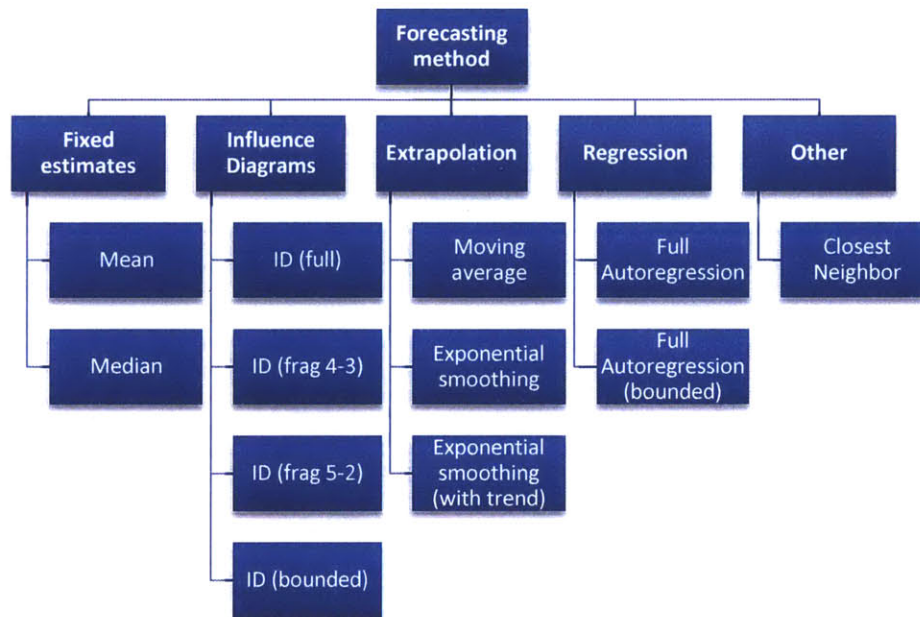 Forecasting
method
Fixed
estimates
Influence
Diagrams
Extrapolation
Regression
Other
Mean
ID (full)
Moving
average
Full
Autoregression
Closest
Neighbor
Median
ID (frag 4-3)
Exponential
smoothing
Full
Autoregression
(bounded)
ID (frag 5-2)
Exponential
smoothing
(with trend)
ID (bounded)